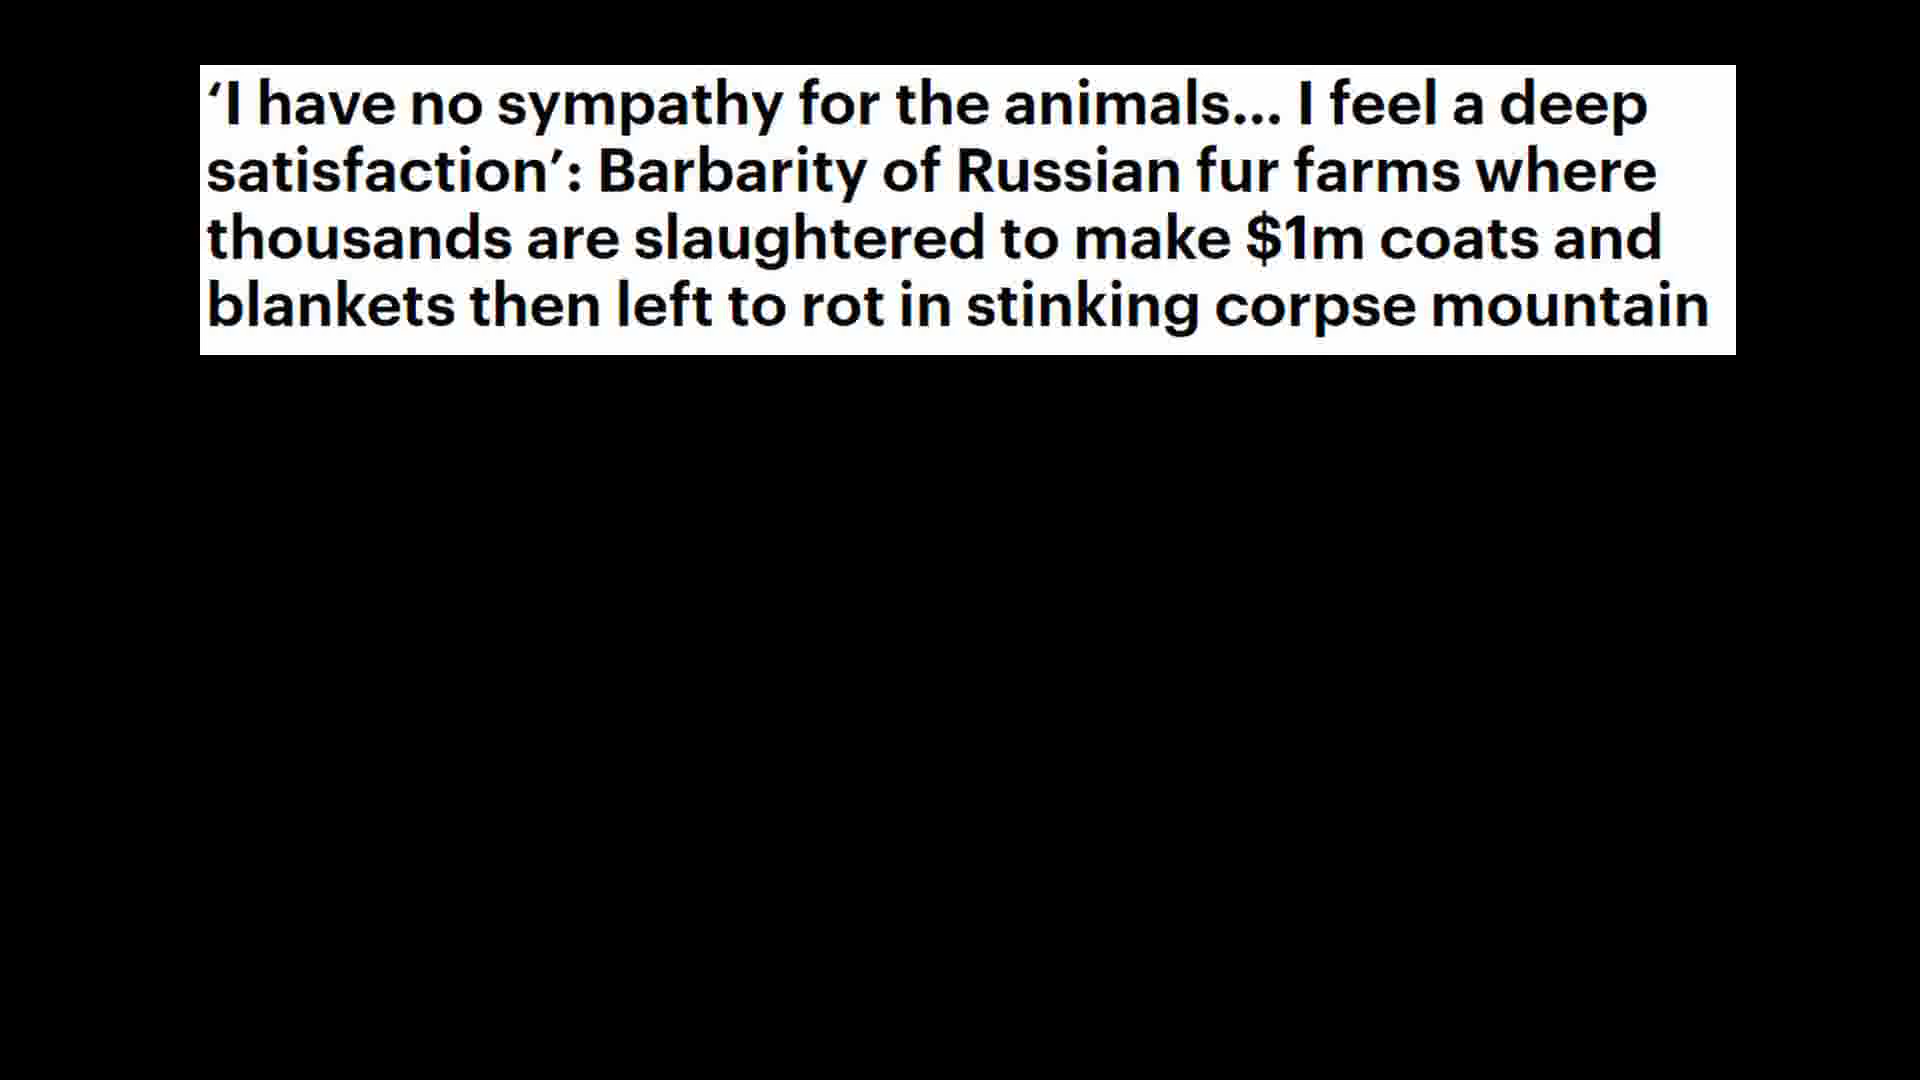 ‘I have no sympathy for the animals... I feel a deep
satisfaction’: Barbarity of Russian fur farms where
thousands are slaughtered to make $1m coats and
blankets then left to rot in stinking corpse mountain